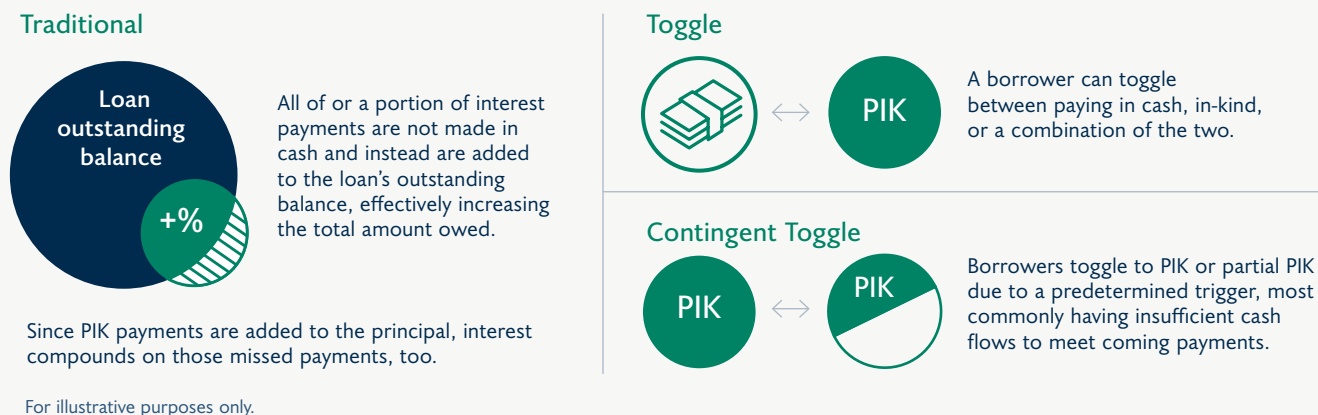 Traditional
Loan
outstanding
balance
+%
All of or a portion of interest
payments are not made in
cash and instead are added
to the loan's outstanding
balance, effectively increasing
the total amount owed.
Since PIK payments are added to the principal, interest
compounds on those missed payments, too.
For illustrative purposes only.
Toggle
PIK
A borrower can toggle
between paying in cash, in-kind,
or a combination of the two.
Contingent Toggle
PIK
PIK
Borrowers toggle to PIK or partial PIK
due to a predetermined trigger, most
commonly having insufficient cash
flows to meet coming payments.